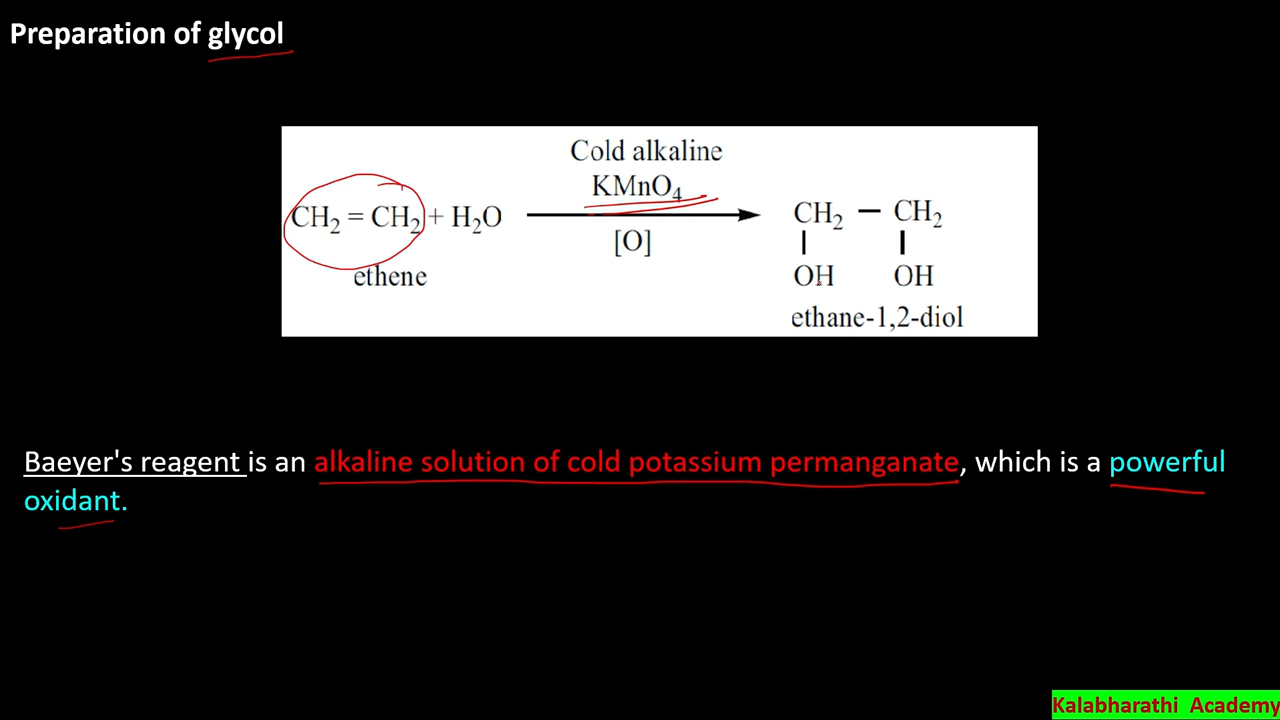 Preparation of glycol
Cold alkaline
KMnO₄
CH₂ = CH₂ + H₂O
[O]
CH₂ — CH₂
OH OH
ethene
ethane-1,2-diol
Baeyer's reagent is an alkaline solution of cold potassium permanganate, which is a powerful
oxidant.
Kalabharathi Academy